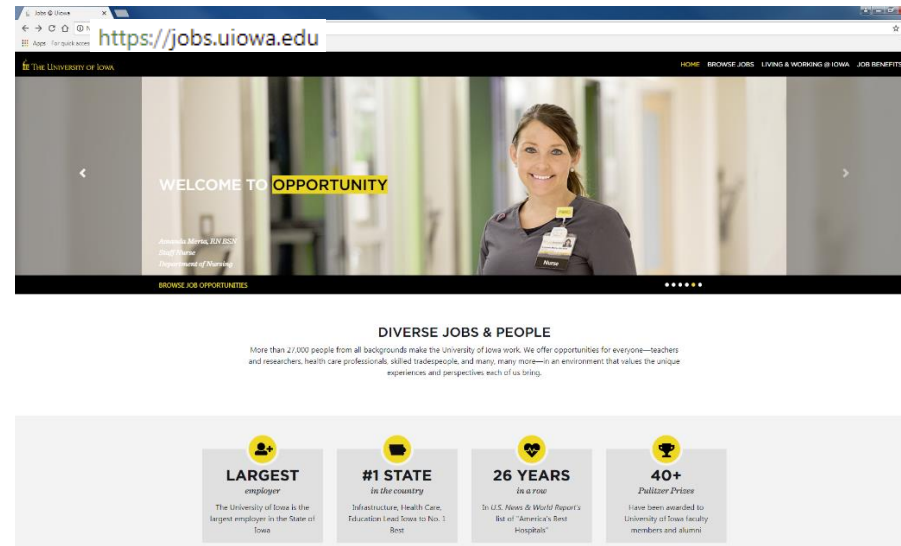 Jobs @ UIowa
https://jobs.uiowa.edu
Apps For quick access
THE UNIVERSITY OF IOWA
HOME BROWSE JOBS LIVING & WORKING @ IOWA JOB BENEFITS
WELCOME TO OPPORTUNITY
RN BSN
Staff Nurse
Department of Nursing
Nurse
BROWSE JOB OPPORTUNITIES
DIVERSE JOBS & PEOPLE
More than 27,000 people from all backgrounds make the University of Iowa work. We offer opportunities for everyone—teachers
and researchers, health care professionals, skilled tradespeople, and many, many more—in an environment that values the unique
experiences and perspectives each of us bring.
LARGEST
employer
The University of Iowa is the
largest employer in the State of
Iowa
#1 STATE
in the country
Infrastructure, Health Care,
Education Lead Iowa to No. 1
Best
26 YEARS
in a row
In U.S. News & World Report's
list of "America's Best
Hospitals"
40+
Pulitzer Prizes
Have been awarded to
University of Iowa faculty
members and alumni